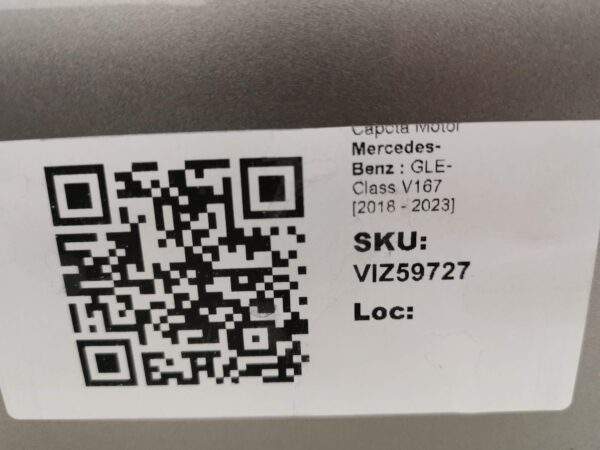 Capota Motor
Mercedes-
Benz : GLE-
Class V167
[2018 - 2023]
SKU:
VIZ59727
Loc: